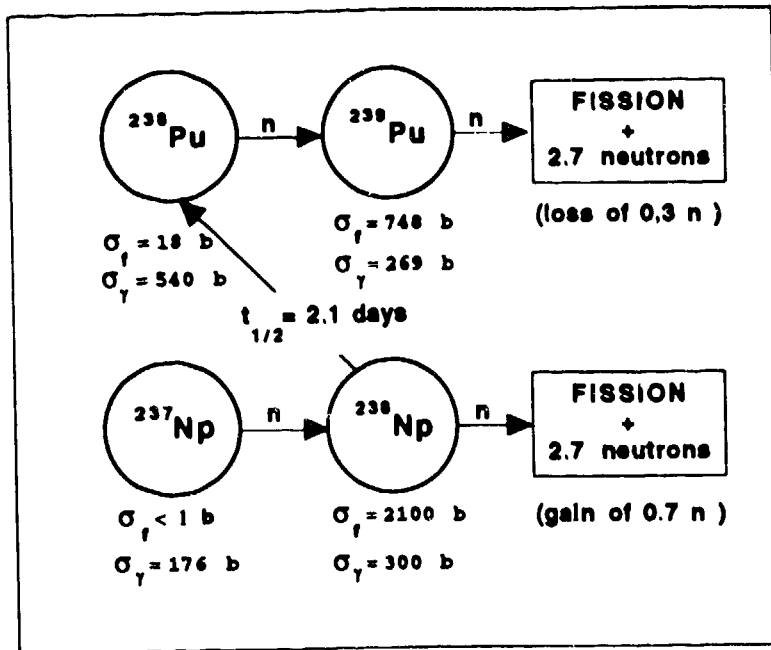 238Pu
n
239Pu
n
FISSION
+
2.7 neutrons
(loss of 0,3 n )
σf = 18 b
σγ = 540 b
σf = 748 b
σγ = 269 b
t1/2 = 2.1 days
237Np
n
238Np
n
FISSION
+
2.7 neutrons
(gain of 0.7 n )
σf < 1 b
σγ = 176 b
σf = 2100 b
σγ = 300 b